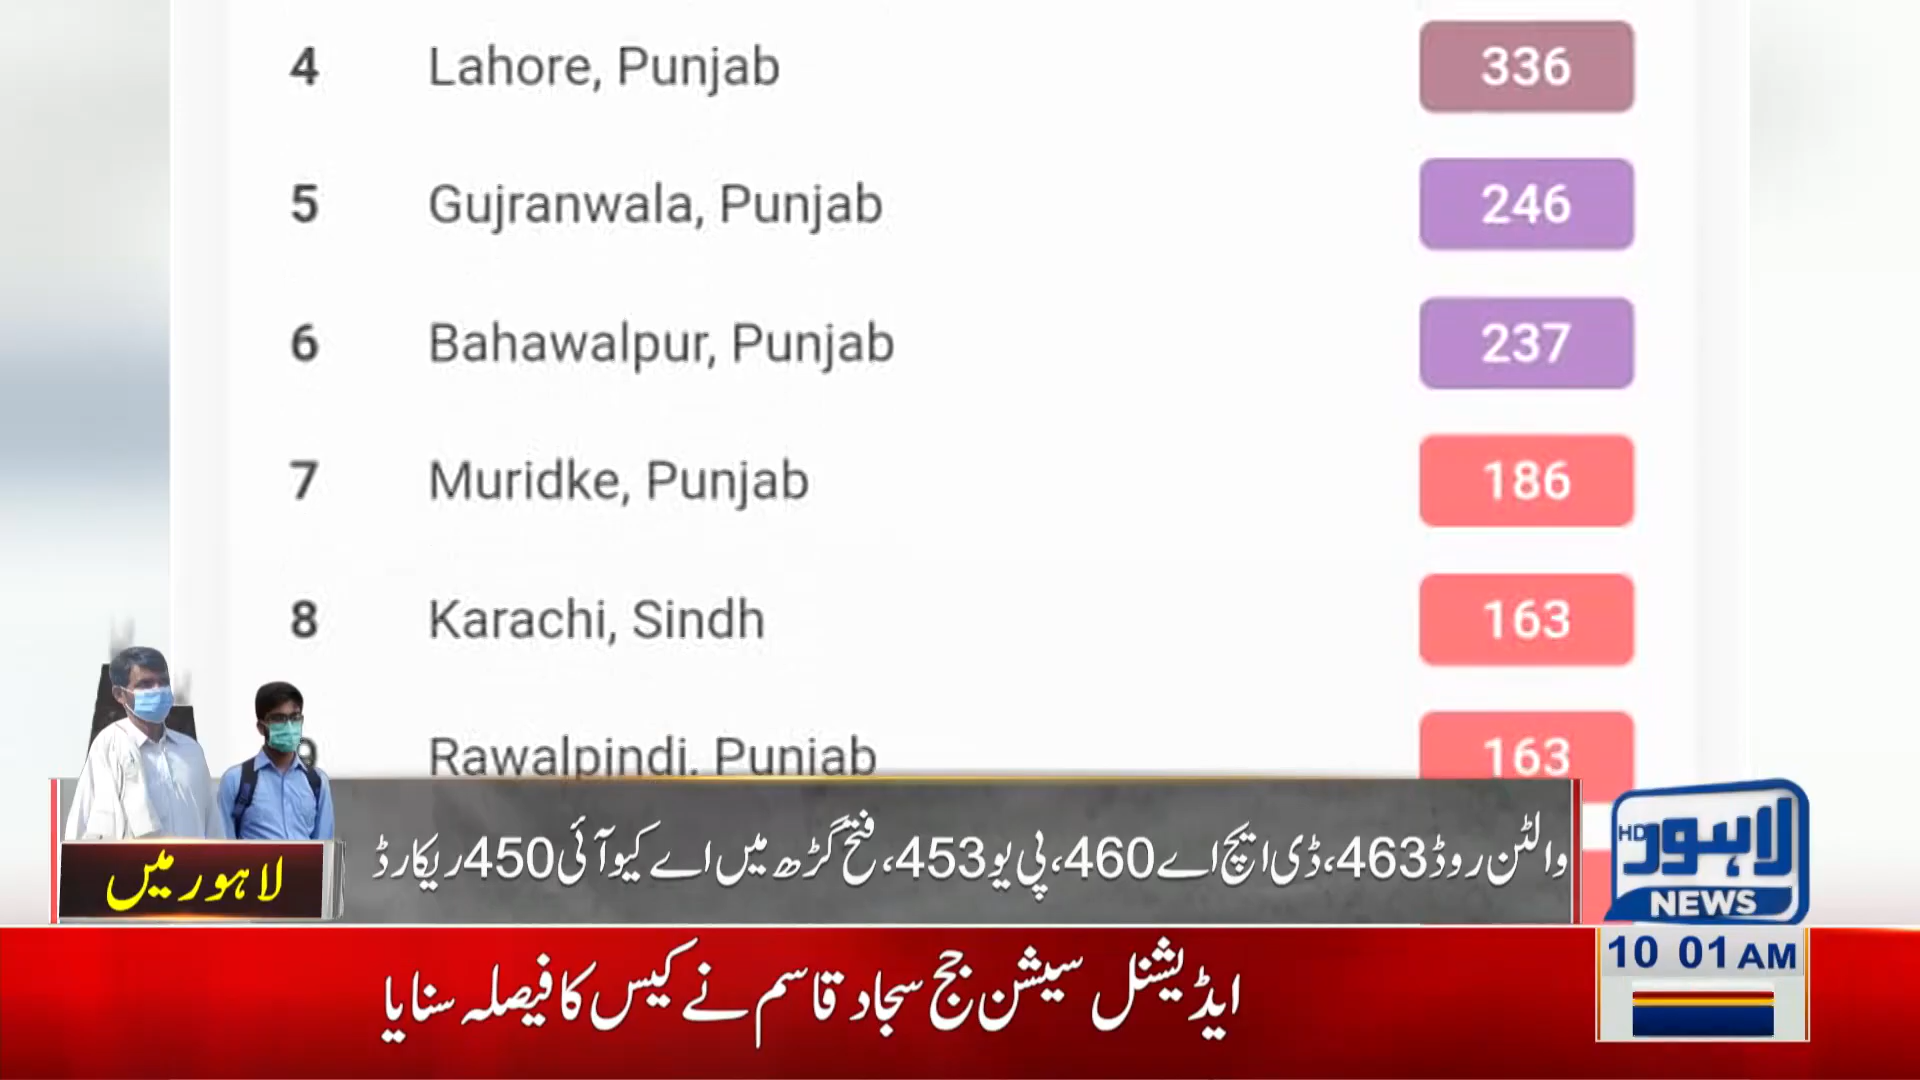 4 Lahore, Punjab 336
5 Gujranwala, Punjab 246
6 Bahawalpur, Punjab 237
7 Muridke, Punjab 186
8 Karachi, Sindh 163
9 Rawalpindi, Punjab 163
والٹن روڈ 463، ڈی ایچ اے 460، پی یو 453، فتح گڑھ میں اے کیو آئی 450 ریکارڈ
لاہور میں
HD لاہور
NEWS
10 01 AM
ایڈیشنل سیشن جج سجاد قاسم نے کیس کا فیصلہ سنایا